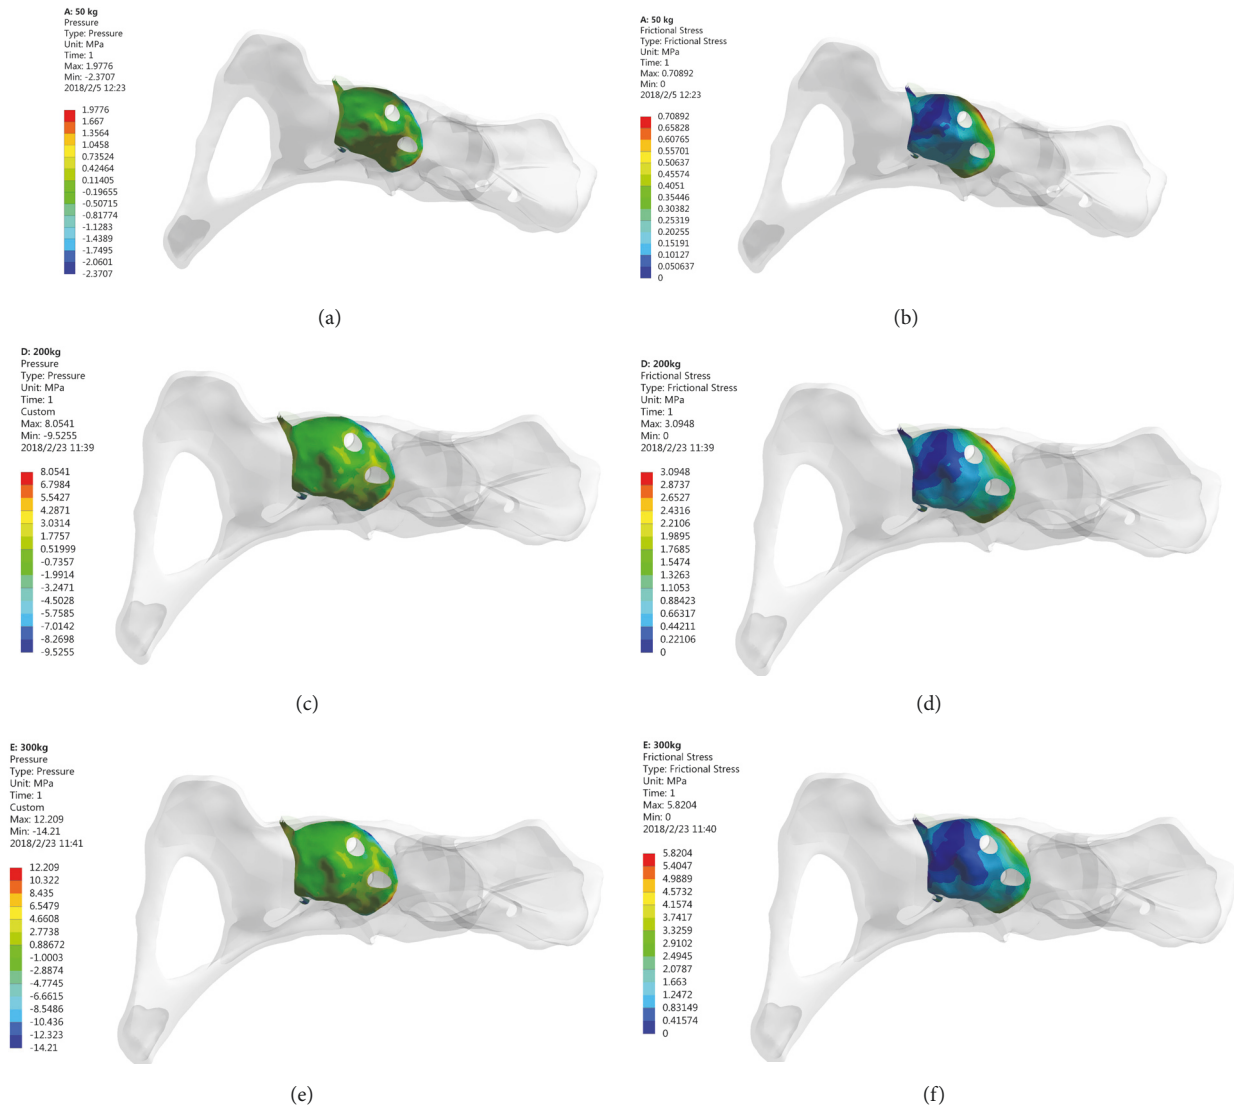 A: 50 kg
Pressure
Type: Pressure
Unit: MPa
Time: 1
Max: 1.9776
Min: -2.3707
2018/2/5 12:23
1.9776
1.667
1.3564
1.0458
0.73524
0.42464
0.11405
-0.19655
-0.50715
-0.81774
-1.1283
-1.4389
-1.7495
-2.0601
-2.3707
(a)
A: 50 kg
Frictional Stress
Type: Frictional Stress
Unit: MPa
Time: 1
Max: 0.70892
Min: 0
2018/2/5 12:23
0.70892
0.65828
0.60765
0.55701
0.50637
0.45574
0.4051
0.35446
0.30382
0.25319
0.20255
0.15191
0.10127
0.050637
0
(b)
D: 200kg
Pressure
Type: Pressure
Unit: MPa
Time: 1
Custom
Max: 8.0541
Min: -9.5255
2018/2/23 11:39
8.0541
6.7984
5.5427
4.2871
3.0314
1.7757
0.51999
-0.7357
-1.9914
-3.2471
-4.5028
-5.7585
-7.0142
-8.2698
-9.5255
(c)
D: 200kg
Frictional Stress
Type: Frictional Stress
Unit: MPa
Time: 1
Max: 3.0948
Min: 0
2018/2/23 11:39
3.0948
2.8737
2.6527
2.4316
2.2106
1.9895
1.7685
1.5474
1.3263
1.1053
0.88423
0.66317
0.44211
0.22106
0
(d)
E: 300kg
Pressure
Type: Pressure
Unit: MPa
Time: 1
Custom
Max: 12.209
Min: -14.21
2018/2/23 11:41
12.209
10.322
8.435
6.5479
4.6608
2.7738
0.88672
-1.0003
-2.8874
-4.7745
-6.6615
-8.5486
-10.436
-12.323
-14.21
(e)
E: 300kg
Frictional Stress
Type: Frictional Stress
Unit: MPa
Time: 1
Max: 5.8204
Min: 0
2018/2/23 11:40
5.8204
5.4047
4.9889
4.5732
4.1574
3.7417
3.3259
2.9102
2.4945
2.0787
1.663
1.2472
0.83149
0.41574
0
(f)